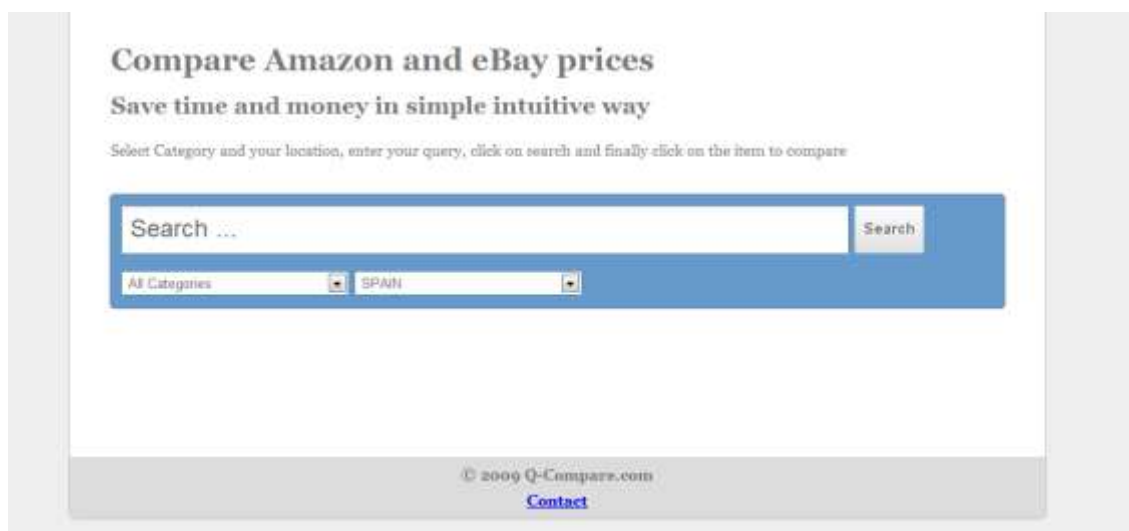 Compare Amazon and eBay prices
Save time and money in simple intuitive way
Select Category and your location, enter your query, click on search and finally click on the item to compare
Search ...
Search
All Categories
SPAIN
© 2009 Q-Compare.com
Contact